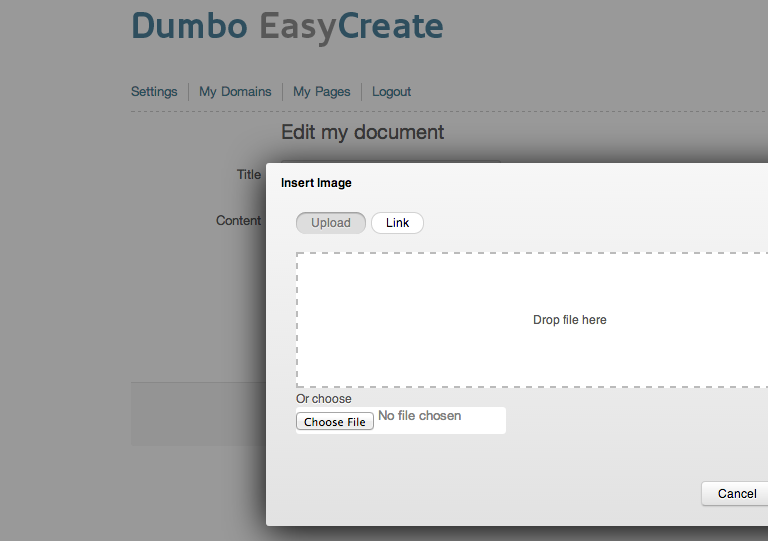 Dumbo EasyCreate
Settings My Domains My Pages Logout
Edit my document
Title
Insert Image
Upload Link
Content
Drop file here
Or choose
Choose File No file chosen
Cancel